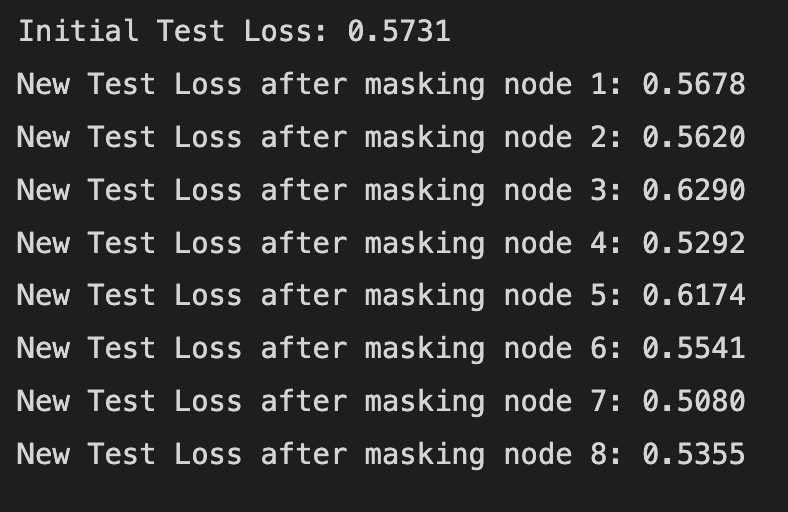 Initial Test Loss: 0.5731
New Test Loss after masking node 1: 0.5678
New Test Loss after masking node 2: 0.5620
New Test Loss after masking node 3: 0.6290
New Test Loss after masking node 4: 0.5292
New Test Loss after masking node 5: 0.6174
New Test Loss after masking node 6: 0.5541
New Test Loss after masking node 7: 0.5080
New Test Loss after masking node 8: 0.5355